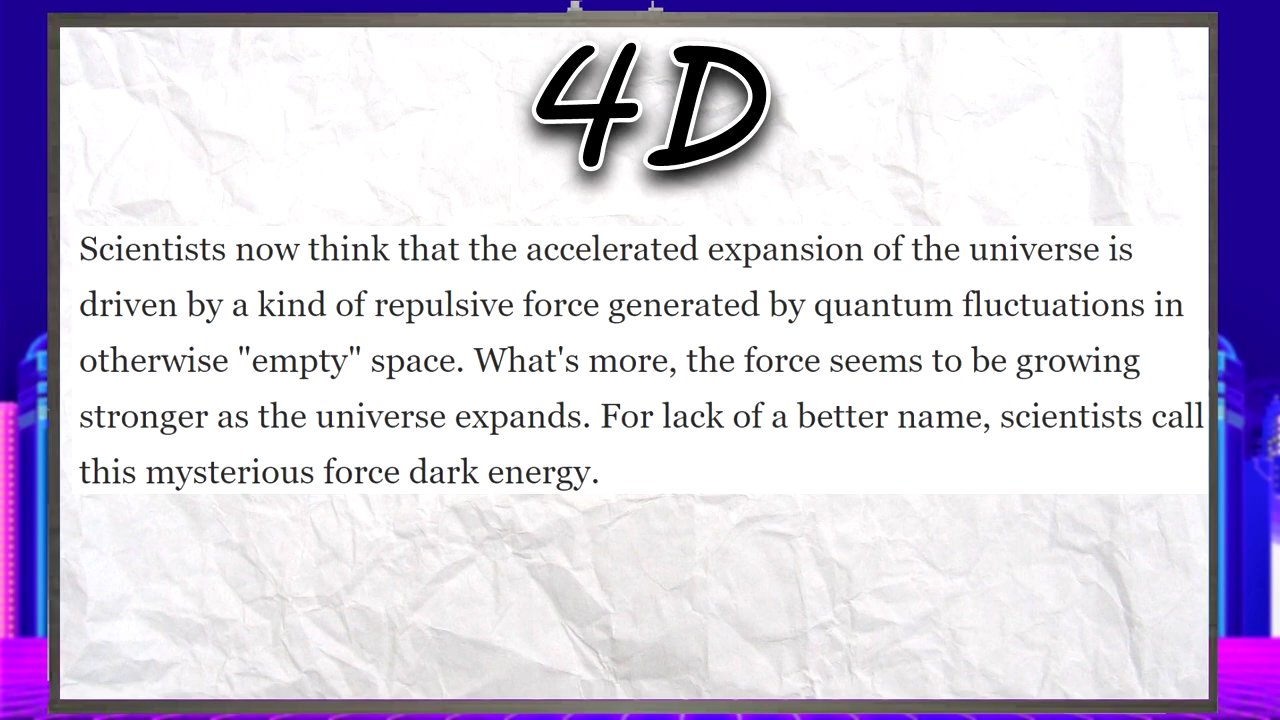 4D
Scientists now think that the accelerated expansion of the universe is
driven by a kind of repulsive force generated by quantum fluctuations in
otherwise "empty" space. What's more, the force seems to be growing
stronger as the universe expands. For lack of a better name, scientists call
this mysterious force dark energy.